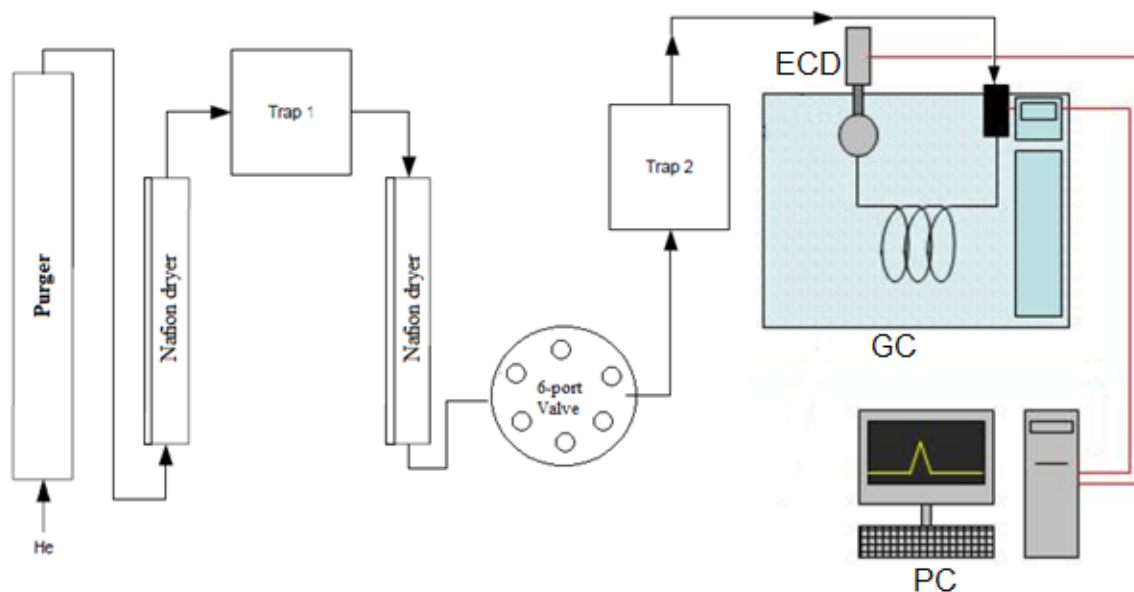 Purger
He
Nafion dryer
Trap 1
Nafion dryer
6-port
Valve
Trap 2
ECD
GC
PC